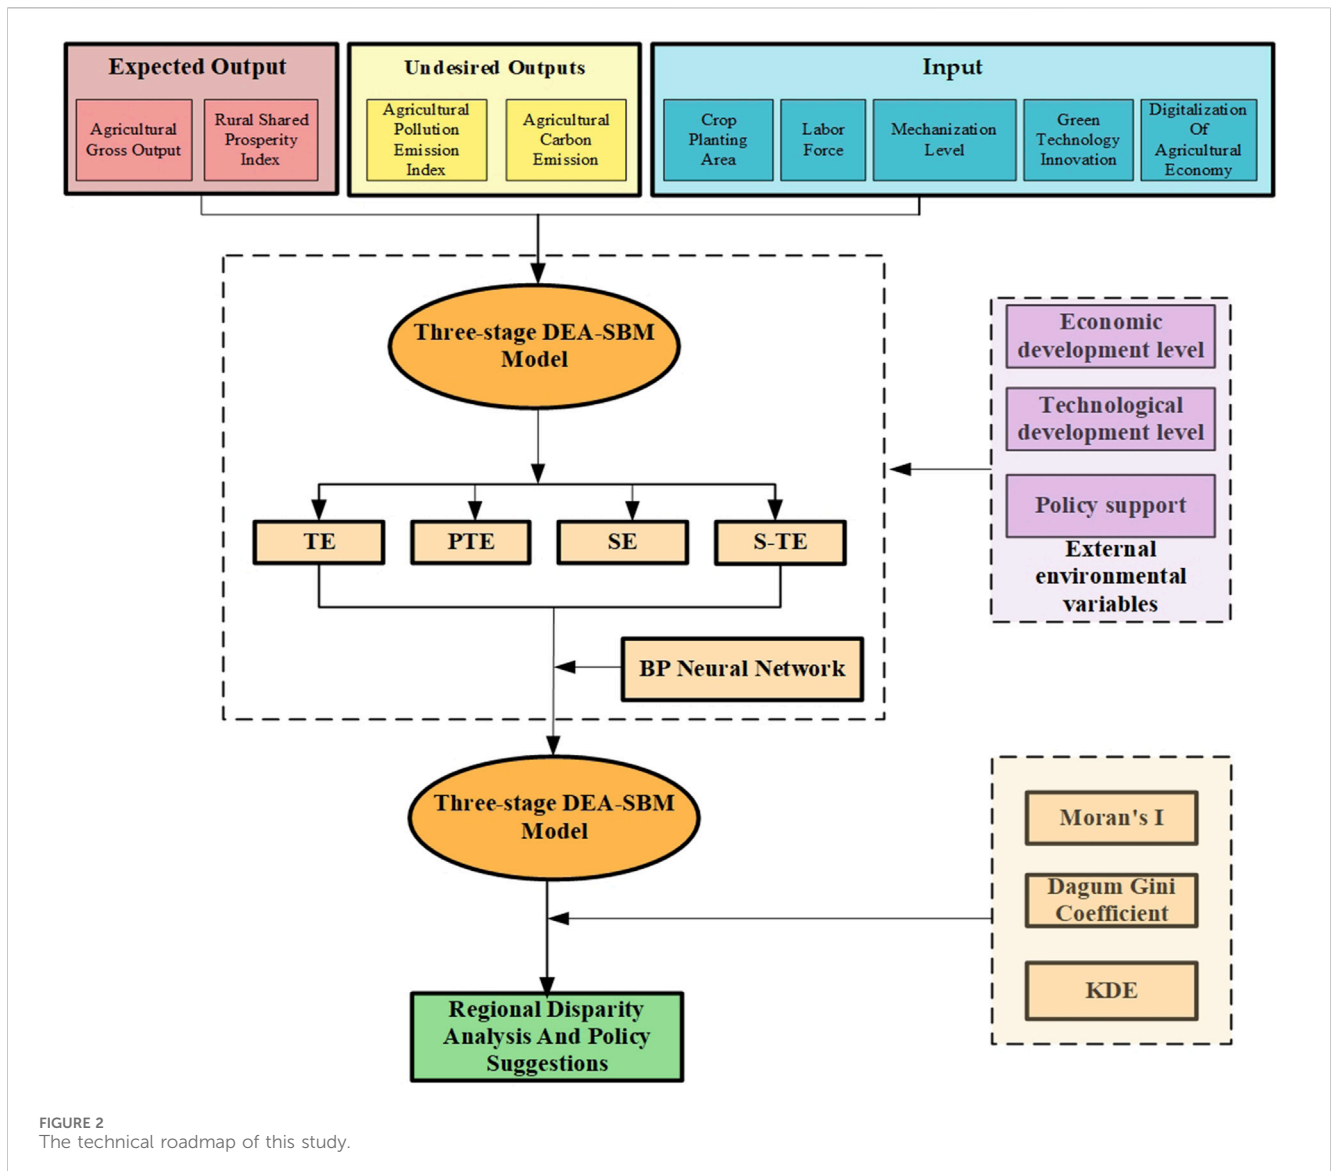 Expected Output
Agricultural
Gross Output
Rural Shared
Prosperity
Index
Undesired Outputs
Agricultural
Pollution
Emission
Index
Agricultural
Carbon
Emission
Input
Crop
Planting
Area
Labor
Force
Mechanization
Level
Green
Technology
Innovation
Digitalization
Of
Agricultural
Economy
Three-stage DEA-SBM
Model
Economic
development level
Technological
development level
Policy support
External
environmental
variables
TE
PTE
SE
S-TE
BP Neural Network
Three-stage DEA-SBM
Model
Moran's I
Dagum Gini
Coefficient
KDE
Regional Disparity
Analysis And Policy
Suggestions
FIGURE 2
The technical roadmap of this study.